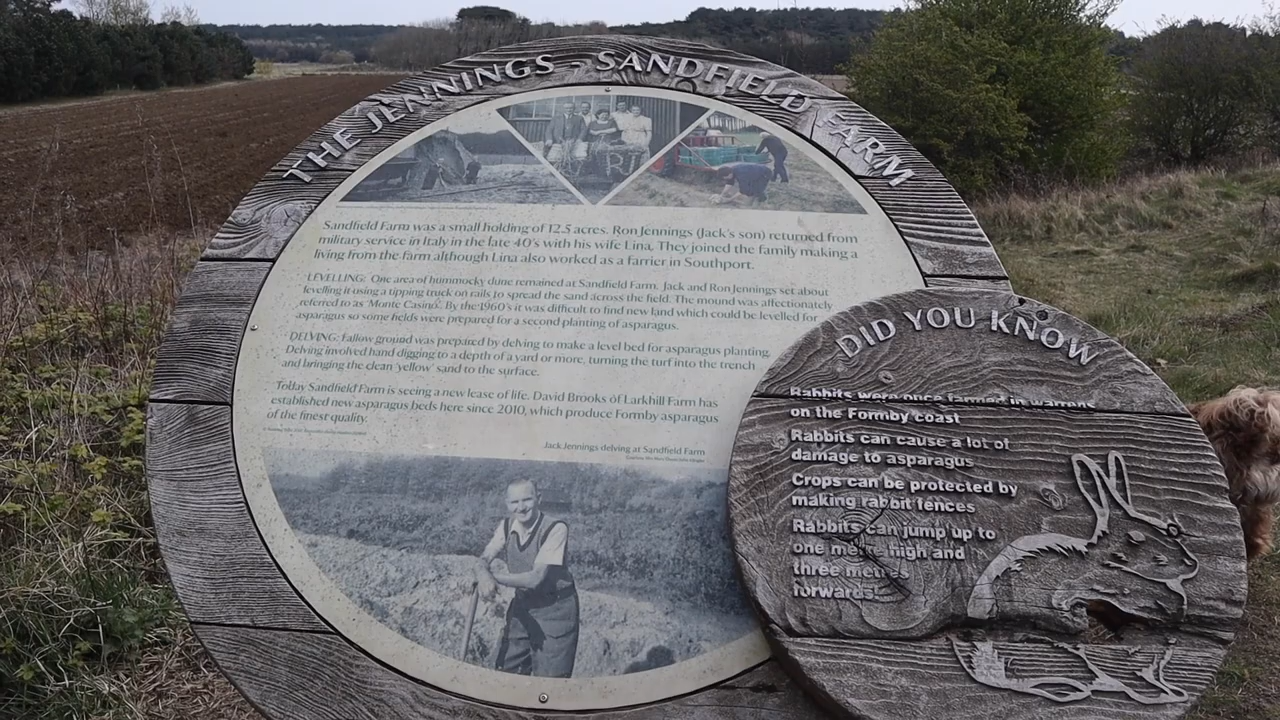 THE JENNINGS - SANDFIELD FARM
Sandfield Farm was a small holding of 12.5 acres. Ron Jennings (Jack's son) returned from
military service in Italy in the late 40's with his wife Lina. They joined the family making a
living from the farm although Lina also worked as a farrier in Southport.
LEVELLING: One area of hummocky dune remained at Sandfield Farm. Jack and Ron Jennings set about
levelling it using a tipping truck on rails to spread the sand across the field. The mound was affectionately
referred to as 'Monte Casino'. By the 1960's it was difficult to find new land which could be levelled for
asparagus so some fields were prepared for a second planting of asparagus.
DELVING: Fallow ground was prepared by delving to make a level bed for asparagus planting.
Delving involved hand digging to a depth of a yard or more, turning the turf into the trench
and bringing the clean 'yellow' sand to the surface.
Today Sandfield Farm is seeing a new lease of life. David Brooks of Larkhill Farm has
established new asparagus beds here since 2010, which produce Formby asparagus
of the finest quality.
Jack Jennings delving at Sandfield Farm
DID YOU KNOW
Rabbits were once farmed in warrens
on the Formby coast
Rabbits can cause a lot of
damage to asparagus
Crops can be protected by
making rabbit fences
Rabbits can jump up to
one metre high and
three metres
forwards!